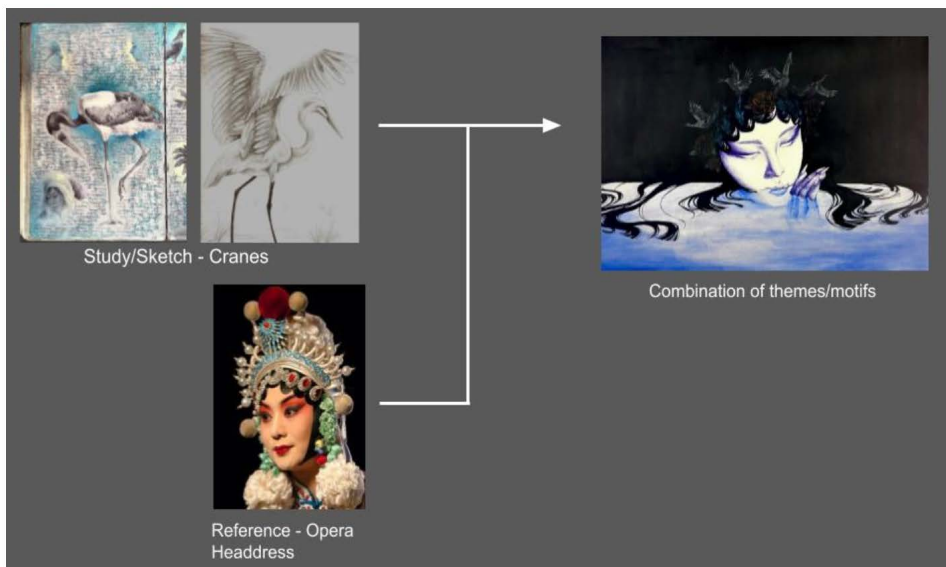 Study/Sketch - Cranes
Combination of themes/motifs
Reference - Opera
Headdress